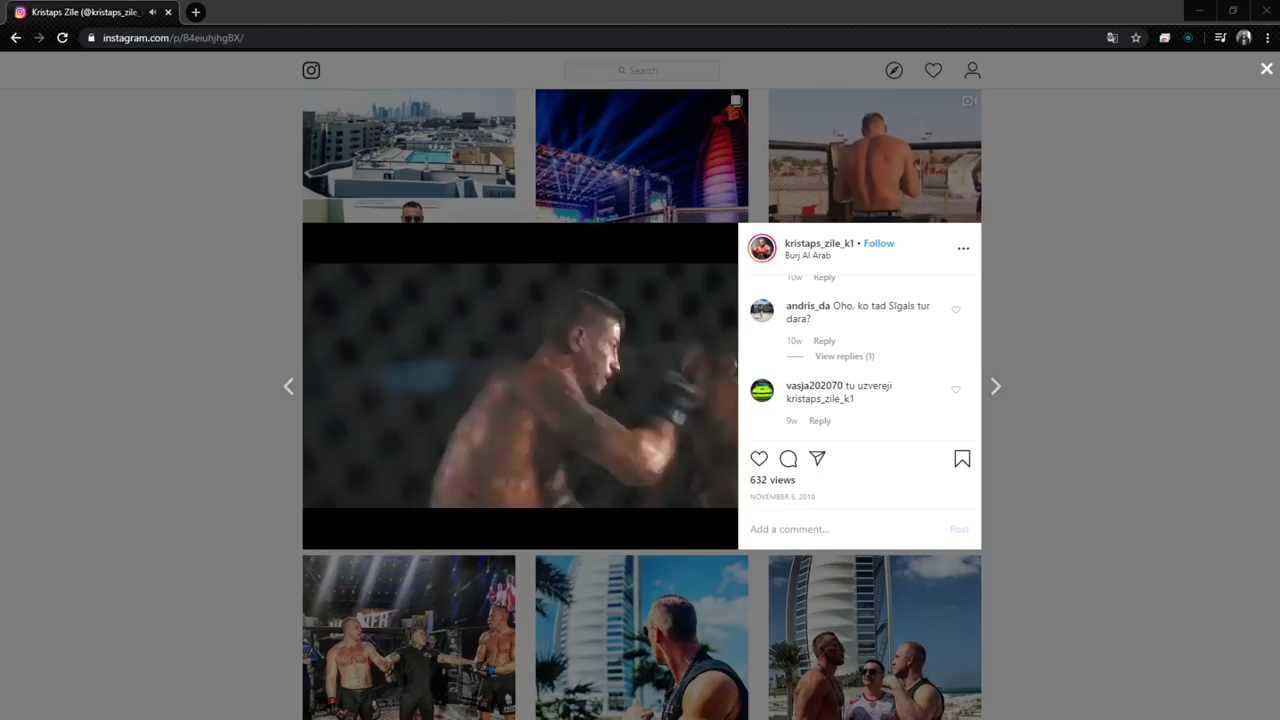 Kristaps Zile (@kristaps_zile_
instagram.com/p/B4eiuhjhgBX/
Search
kristaps_zile_k1 • Follow
Burj Al Arab
10w Reply
andris_da Oho, ko tad Sīgals tur
dara?
10w Reply
View replies (1)
vasja202070 tu uzvereji
kristaps_zile_k1
9w Reply
632 views
NOVEMBER 5, 2019
Add a comment... Post